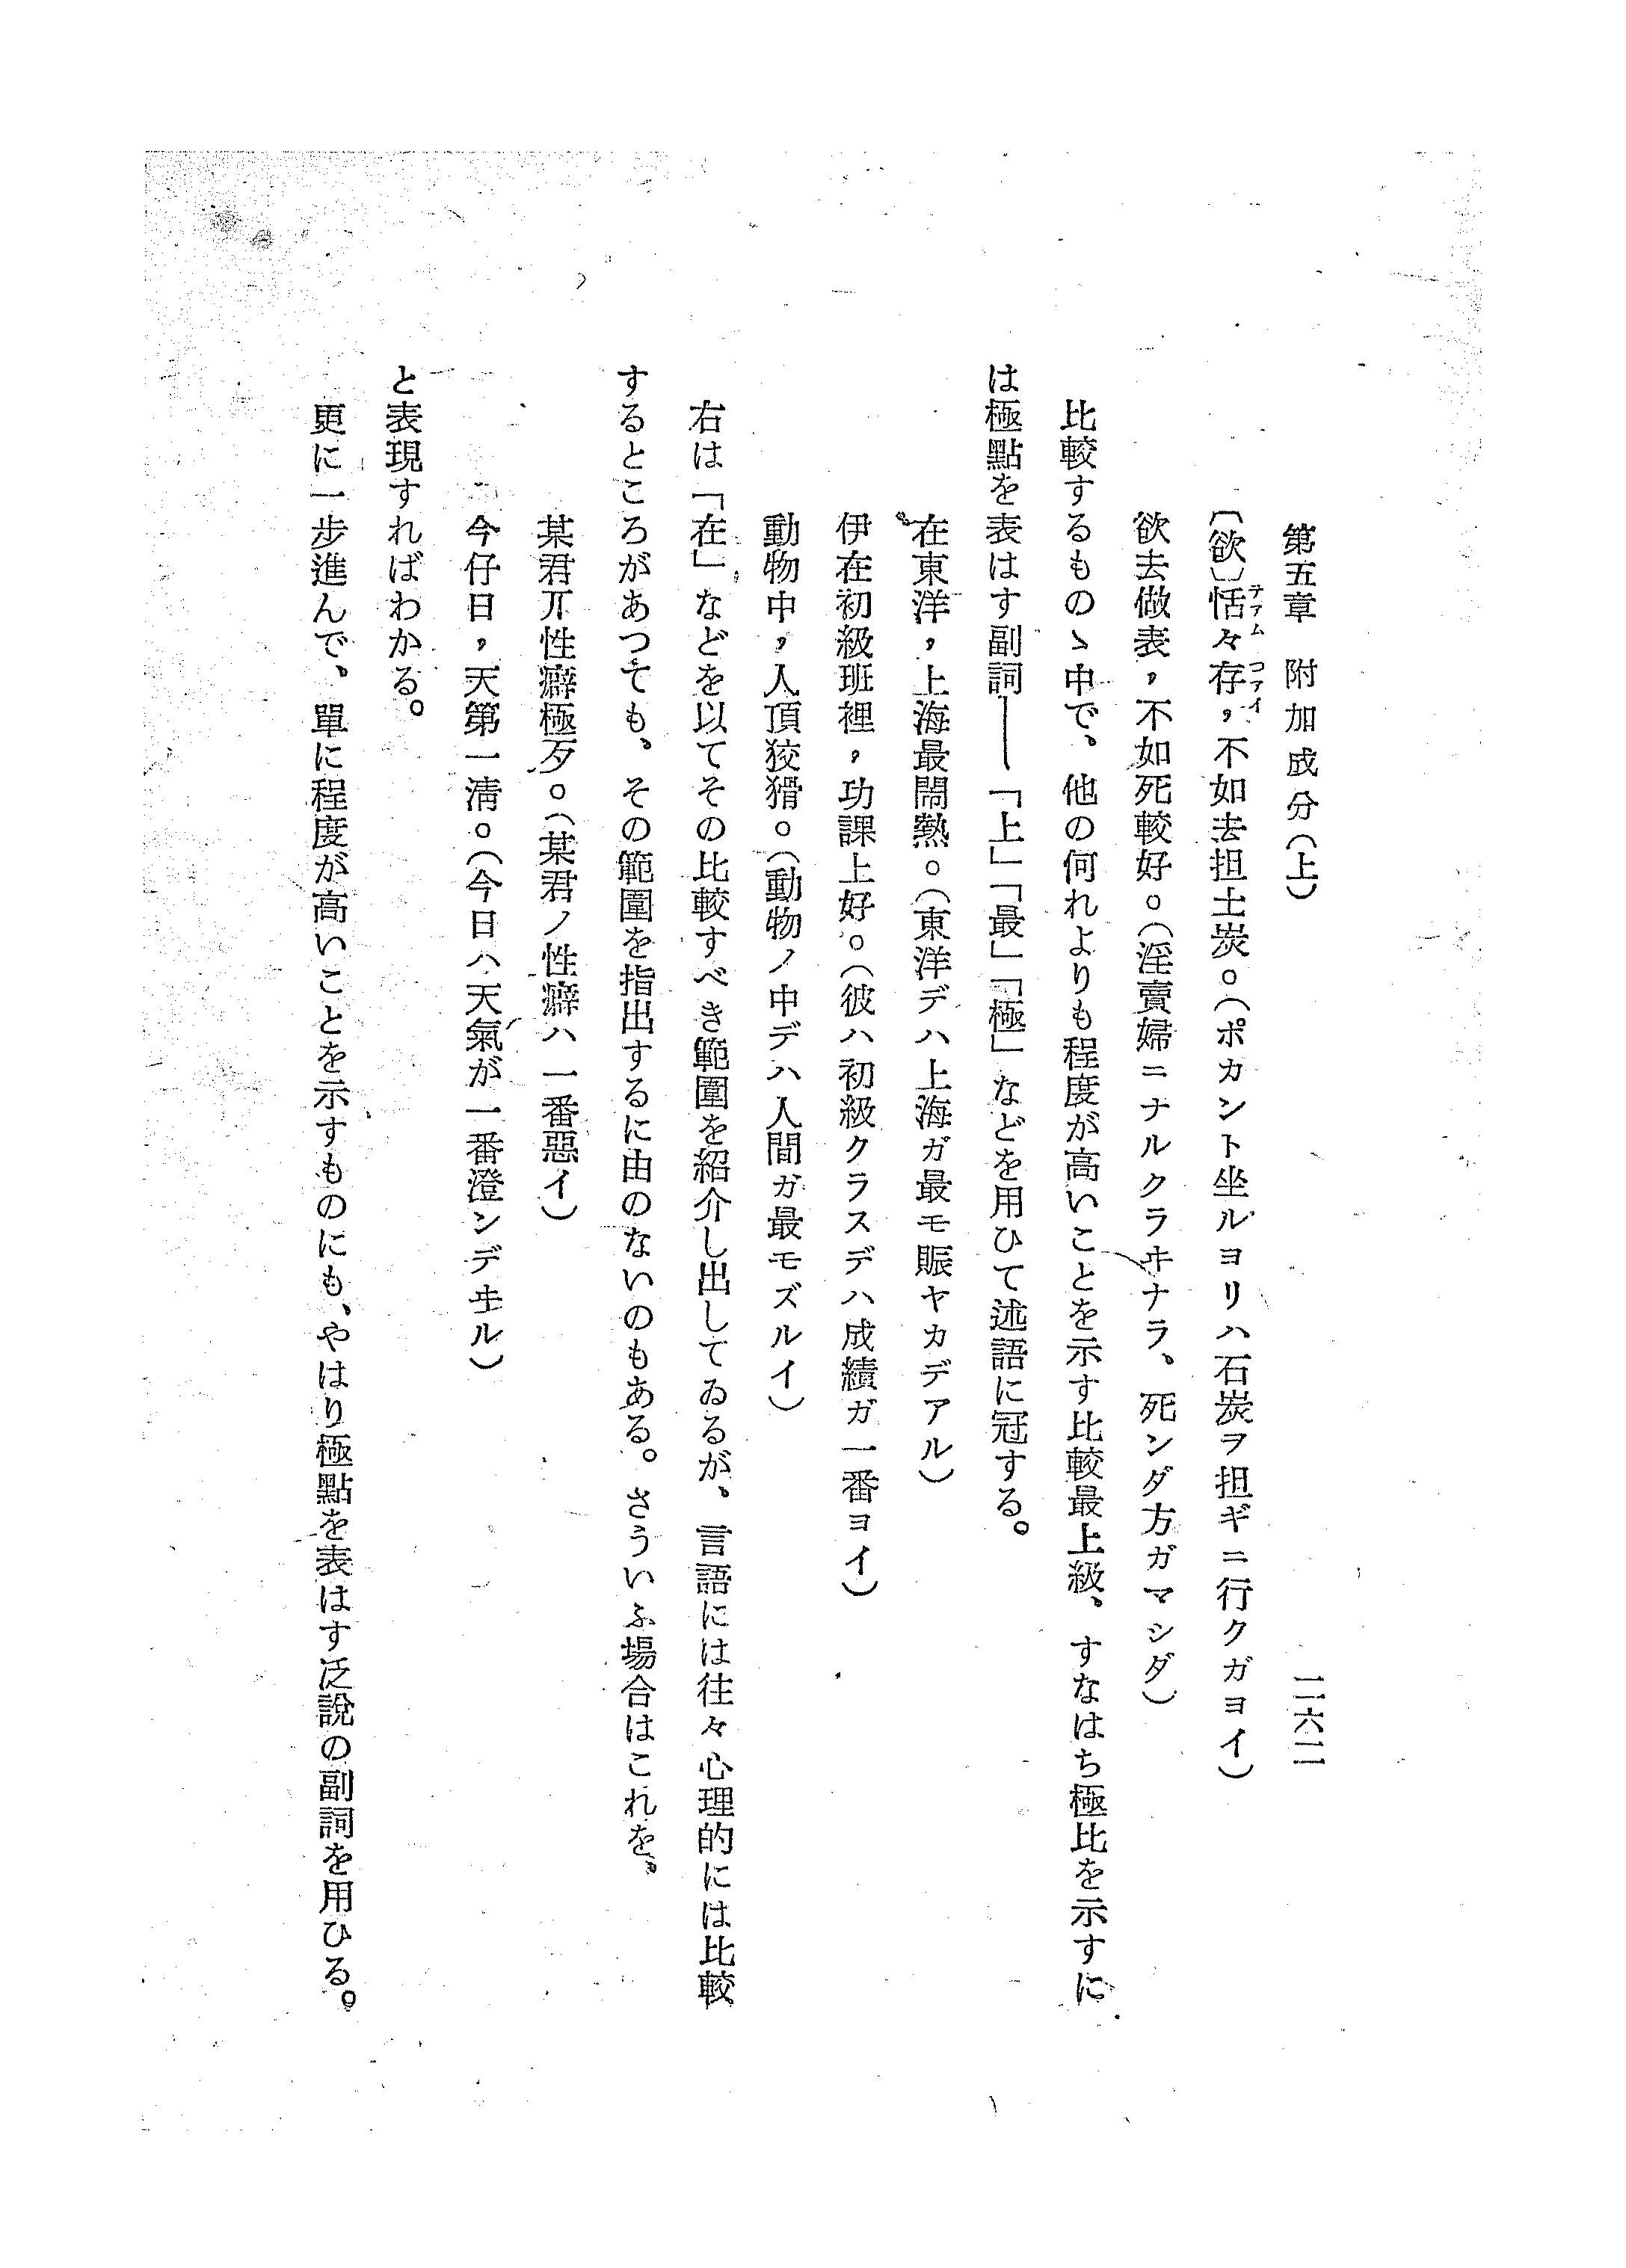 第五章　附加成分（上）　二六二
〔欲〕恬々存，不如去担土炭。（ポカント坐ルヨリハ石炭ヲ担ギニ行クガヨイ）
テアム　コアイ
欲去做表，不如死較好。（淫賣婦ニナルクラヰナラ、死ンダ方ガマシダ）
比較するものゝ中で、他の何れよりも程度が高いことを示す比較最上級、すなはち極比を示すに
は極點を表はす副詞――「上」「最」「極」などを用ひて述語に冠する。
在東洋，上海最鬧熱。（東洋デハ上海ガ最モ賑ヤカデアル）
伊在初級班裡，功課上好。（彼ハ初級クラスデハ成績ガ一番ヨイ）
動物中，人頂狡猾。（動物ノ中デハ人間ガ最モズルイ）
右は「在」などを以てその比較すべき範圍を紹介し出してゐるが、言語には往々心理的には比較
するところがあつても、その範圍を指出するに由のないのもある。さういふ場合はこれを、
某君丌性癖極歹。（某君ノ性癖ハ一番惡イ）
今仔日，天第一淸。（今日ハ天氣が一番澄ンデヰル）
と表現すればわかる。
更に一步進んで、單に程度が高いことを示すものにも、やはり極點を表はす泛說の副詞を用ひる。